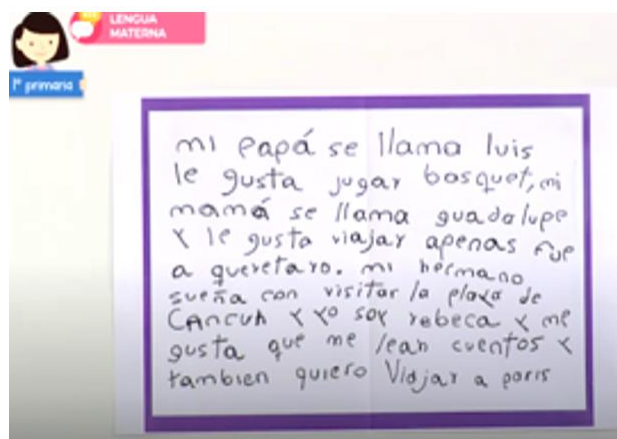 LENGUA
MATERNA
1° primaria
mi papá se llama luis
le gusta jugar basquet, mi
mamá se llama guadalupe
y le gusta viajar apenas fue
a queretaro. mi hermano
sueña con visitar la playa de
CAncun y yo soy rebeca y me
gusta que me lean cuentos y
tambien quiero Viajar a paris